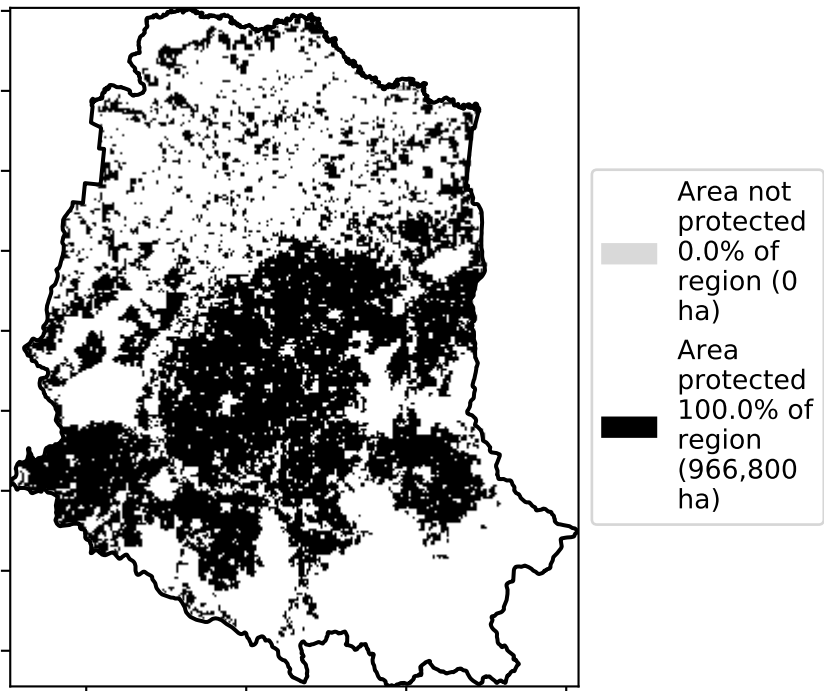 Area not
protected
0.0% of
region (0
ha)
Area
protected
100.0% of
region
(966,800
ha)